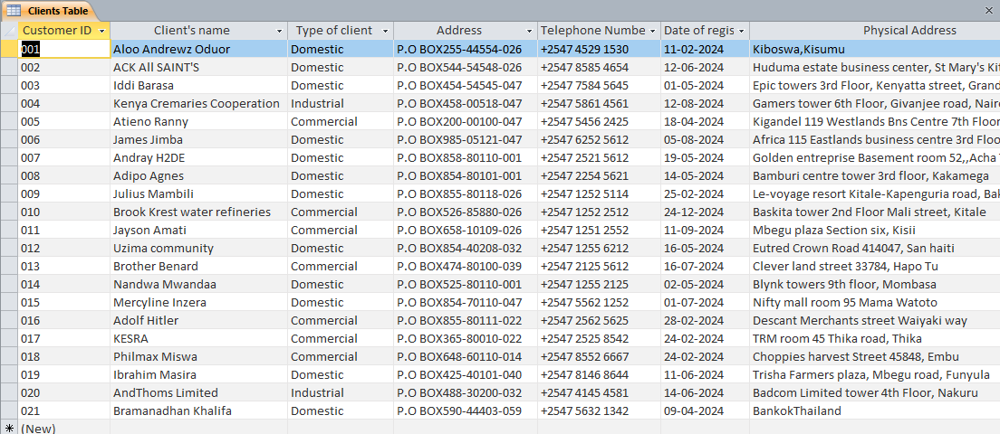 Clients Table
Customer ID Client's name Type of client Address Telephone Numbe Date of regis Physical Address
001 Aloo Andrewz Oduor Domestic P.O BOX255-44554-026 +2547 4529 1530 11-02-2024 Kiboswa,Kisumu
002 ACK All SAINT'S Domestic P.O BOX544-54548-026 +2547 8585 4654 12-06-2024 Huduma estate business center, St Mary's Kit
003 Iddi Barasa Domestic P.O BOX454-54545-047 +2547 7584 5645 01-05-2024 Epic towers 3rd Floor, Kenyatta street, Grand
004 Kenya Cremaries Cooperation Industrial P.O BOX458-00518-047 +2547 5861 4561 12-08-2024 Gamers tower 6th Floor, Givanjee road, Nairo
005 Atieno Ranny Commercial P.O BOX200-00100-047 +2547 5456 2425 18-04-2024 Kigandel 119 Westlands Bns Centre 7th Floor
006 James Jimba Domestic P.O BOX985-05121-047 +2547 6252 5612 05-08-2024 Africa 115 Eastlands business centre 3rd Floo
007 Andray H2DE Domestic P.O BOX858-80110-001 +2547 2521 5612 19-05-2024 Golden entreprise Basement room 52,,Acha T
008 Adipo Agnes Domestic P.O BOX854-80101-001 +2547 2254 5621 14-05-2024 Bamburi centre tower 3rd floor, Kakamega
009 Julius Mambili Domestic P.O BOX855-80118-026 +2547 1252 5114 25-02-2024 Le-voyage resort Kitale-Kapenguria road, Bak
010 Brook Krest water refineries Commercial P.O BOX526-85880-026 +2547 1252 2512 24-12-2024 Baskita tower 2nd Floor Mali street, Kitale
011 Jayson Amati Commercial P.O BOX658-10109-026 +2547 1251 2552 11-09-2024 Mbegu plaza Section six, Kisii
012 Uzima community Domestic P.O BOX854-40208-032 +2547 1255 6212 16-05-2024 Eutred Crown Road 414047, San haiti
013 Brother Benard Commercial P.O BOX474-80100-039 +2547 2125 5612 16-07-2024 Clever land street 33784, Hapo Tu
014 Nandwa Mwandaa Domestic P.O BOX525-80110-001 +2547 1255 2125 02-05-2024 Blynk towers 9th floor, Mombasa
015 Mercyline Inzera Domestic P.O BOX854-70110-047 +2547 5562 1252 01-07-2024 Nifty mall room 95 Mama Watoto
016 Adolf Hitler Commercial P.O BOX855-80111-022 +2547 2562 5625 28-02-2024 Descant Merchants street Waiyaki way
017 KESRA Commercial P.O BOX365-80010-022 +2547 2525 8542 24-02-2024 TRM room 45 Thika road, Thika
018 Philmax Miswa Commercial P.O BOX648-60110-014 +2547 8552 6667 24-02-2024 Choppies harvest Street 45848, Embu
019 Ibrahim Masira Domestic P.O BOX425-40101-040 +2547 8146 8644 11-06-2024 Trisha Farmers plaza, Mbegu road, Funyula
020 AndThoms Limited Industrial P.O BOX488-30200-032 +2547 4145 4581 14-06-2024 Badcom Limited tower 4th Floor, Nakuru
021 Bramanadhan Khalifa Domestic P.O BOX590-44403-059 +2547 5632 1342 09-04-2024 BankokThailand
(New)